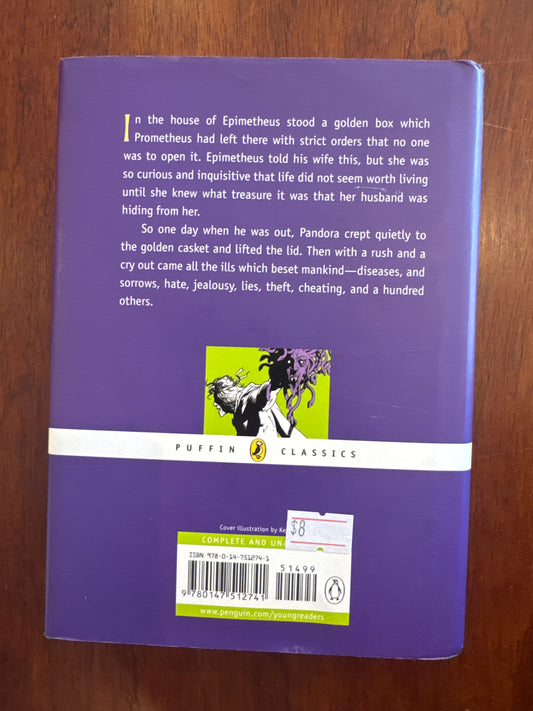 In the house of Epimetheus stood a golden box which
Prometheus had left there with strict orders that no one
was to open it. Epimetheus told his wife this, but she was
so curious and inquisitive that life did not seem worth living
until she knew what treasure it was that her husband was
hiding from her.
So one day when he was out, Pandora crept quietly to
the golden casket and lifted the lid. Then with a rush and a
cry out came all the ills which beset mankind—diseases, and
sorrows, hate, jealousy, lies, theft, cheating, and a hundred
others.
PUFFIN CLASSICS
Cover illustration by
$8
COMPLETE AND
ISBN 978-0-14-751274-1
51499
9 780147 512741
www.penguin.com/youngreaders